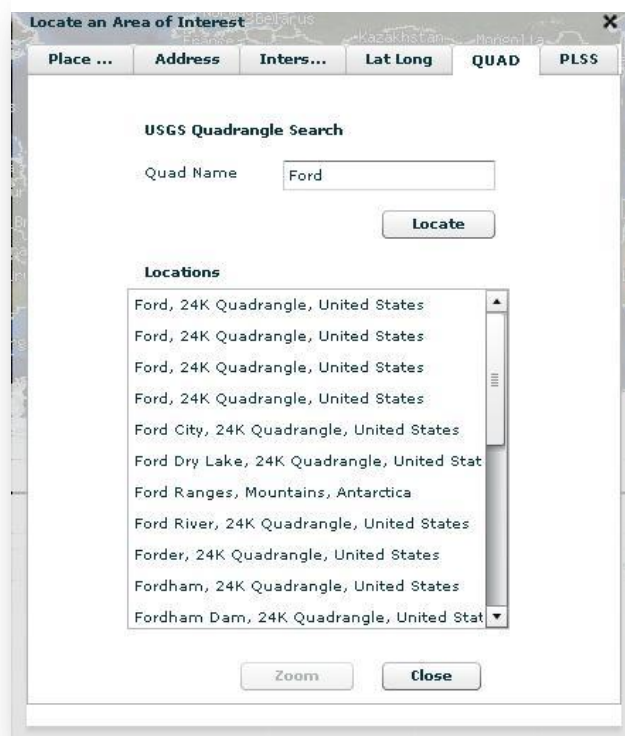 Locate an Area of Interest
Belarus
France
Kazakhstan
Mongolia
Place ... Address Inters... Lat Long QUAD PLSS
USGS Quadrangle Search
Quad Name Ford
Locate
Locations
Ford, 24K Quadrangle, United States
Ford, 24K Quadrangle, United States
Ford, 24K Quadrangle, United States
Ford, 24K Quadrangle, United States
Ford City, 24K Quadrangle, United States
Ford Dry Lake, 24K Quadrangle, United Stat
Ford Ranges, Mountains, Antarctica
Ford River, 24K Quadrangle, United States
Forder, 24K Quadrangle, United States
Fordham, 24K Quadrangle, United States
Fordham Dam, 24K Quadrangle, United Stat
Zoom Close